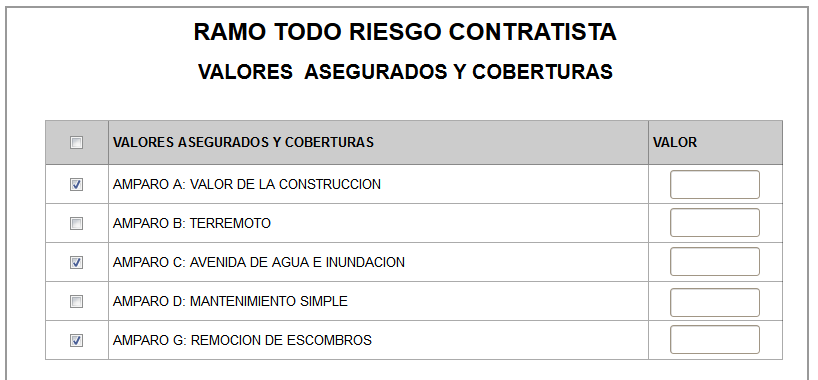 RAMO TODO RIESGO CONTRATISTA
VALORES ASEGURADOS Y COBERTURAS
VALORES ASEGURADOS Y COBERTURAS VALOR
AMPARO A: VALOR DE LA CONSTRUCCION
AMPARO B: TERREMOTO
AMPARO C: AVENIDA DE AGUA E INUNDACION
AMPARO D: MANTENIMIENTO SIMPLE
AMPARO G: REMOCION DE ESCOMBROS